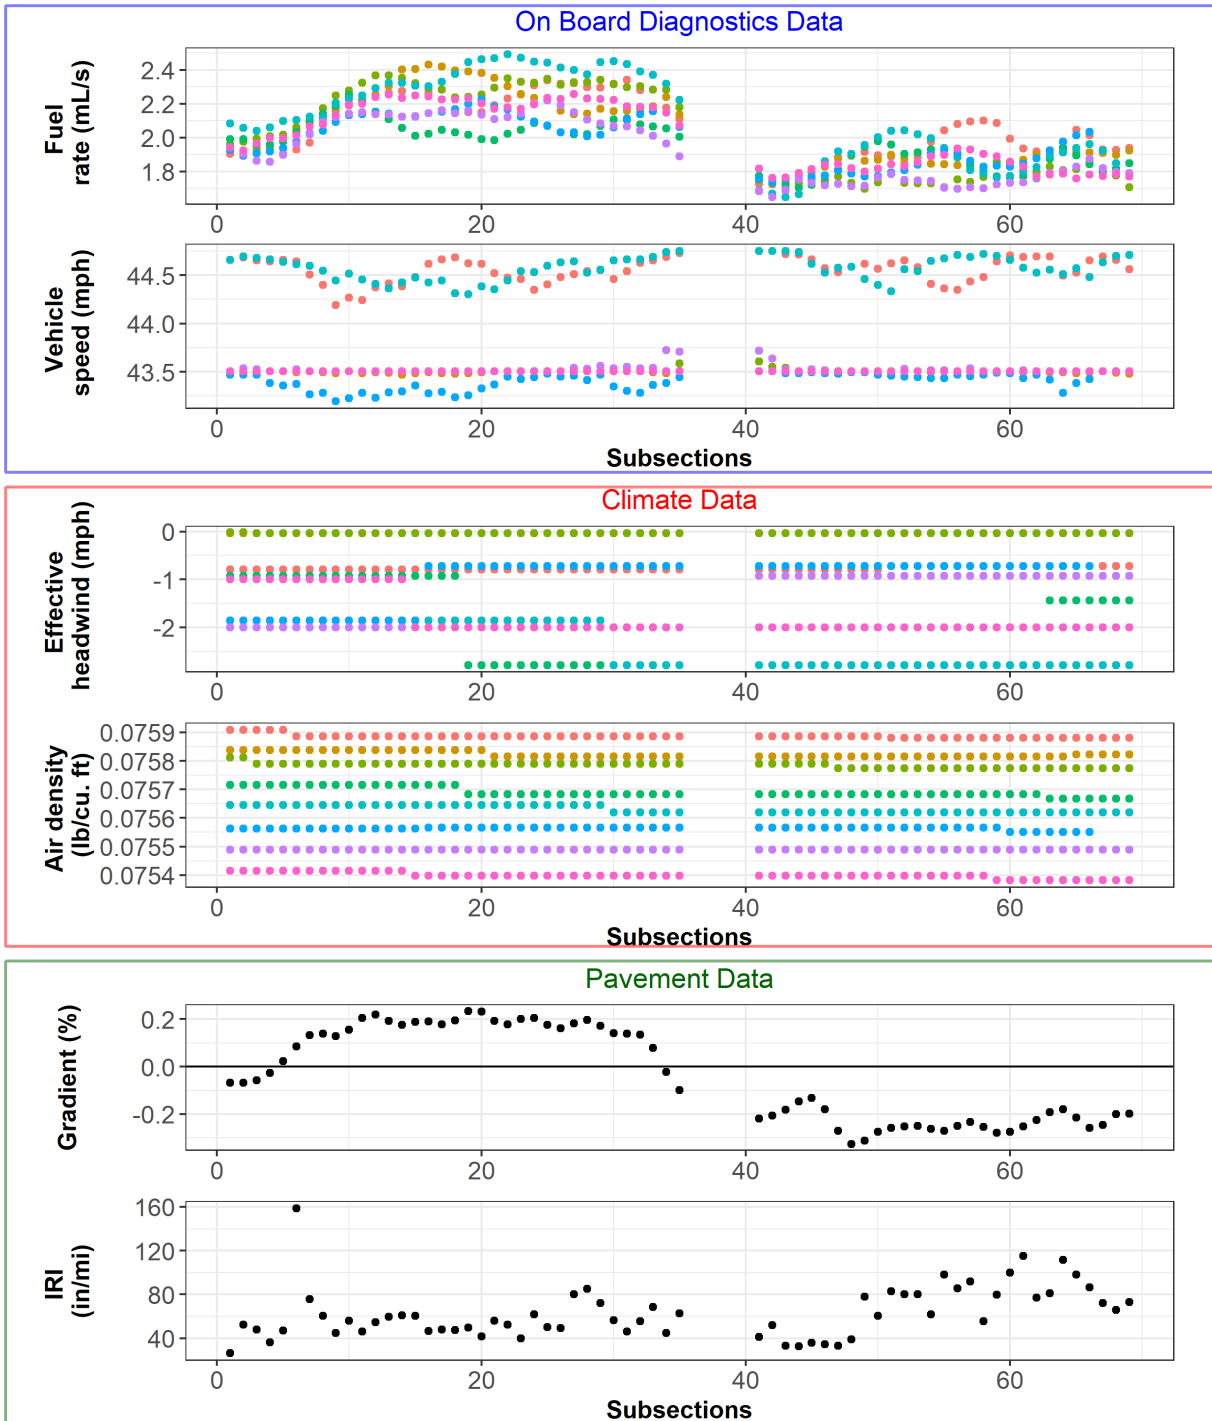 On Board Diagnostics Data
Fuel
rate (mL/s)
2.4
2.2
2.0
1.8
0 20 40 60
Vehicle
speed (mph)
44.5
44.0
43.5
0 20 40 60
Subsections
Climate Data
Effective
headwind (mph)
0
-1
-2
0 20 40 60
Air density
(lb/cu. ft)
0.0759
0.0758
0.0757
0.0756
0.0755
0.0754
0 20 40 60
Subsections
Pavement Data
Gradient (%)
0.2
0.0
-0.2
0 20 40 60
IRI
(in/mi)
160
120
80
40
0 20 40 60
Subsections